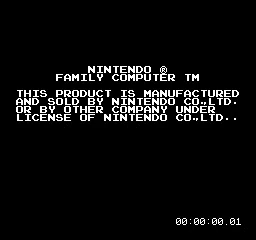 NINTENDO ®
FAMILY COMPUTER TM
THIS PRODUCT IS MANUFACTURED
AND SOLD BY NINTENDO CO.,LTD.
OR BY OTHER COMPANY UNDER
LICENSE OF NINTENDO CO.,LTD..
00:00:00.01